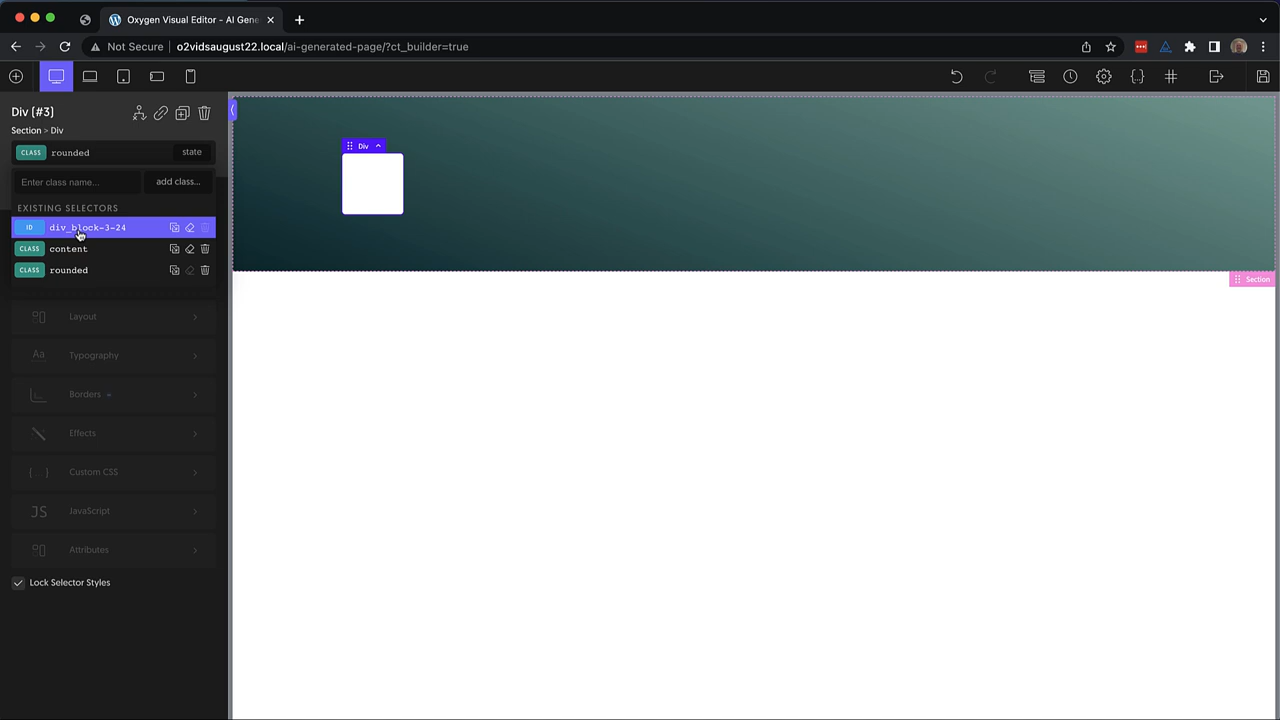 Oxygen Visual Editor - AI Gene
Not Secure
o2vidsaugust22.local/ai-generated-page/?ct_builder=true
Div (#3)
Section > Div
CLASS rounded state
Enter class name... add class...
EXISTING SELECTORS
ID div_block-3-24
CLASS content
CLASS rounded
Layout
Aa Typography
Borders
Effects
{ } Custom CSS
JS JavaScript
Attributes
Lock Selector Styles
Div
Section